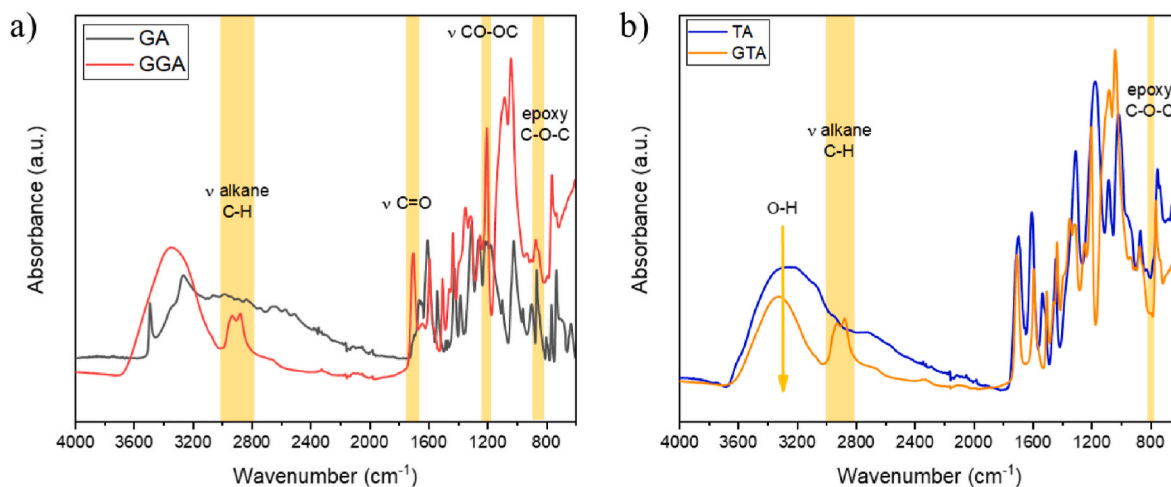 a)
GA
GGA
ν CO-OC
epoxy
C-O-C
ν alkane
C-H
ν C=O
Absorbance (a.u.)
4000 3600 3200 2800 2400 2000 1600 1200 800
Wavenumber (cm⁻¹)
b)
TA
GTA
epoxy
C-O-C
ν alkane
C-H
O-H
Absorbance (a.u.)
4000 3600 3200 2800 2400 2000 1600 1200 800
Wavenumber (cm⁻¹)